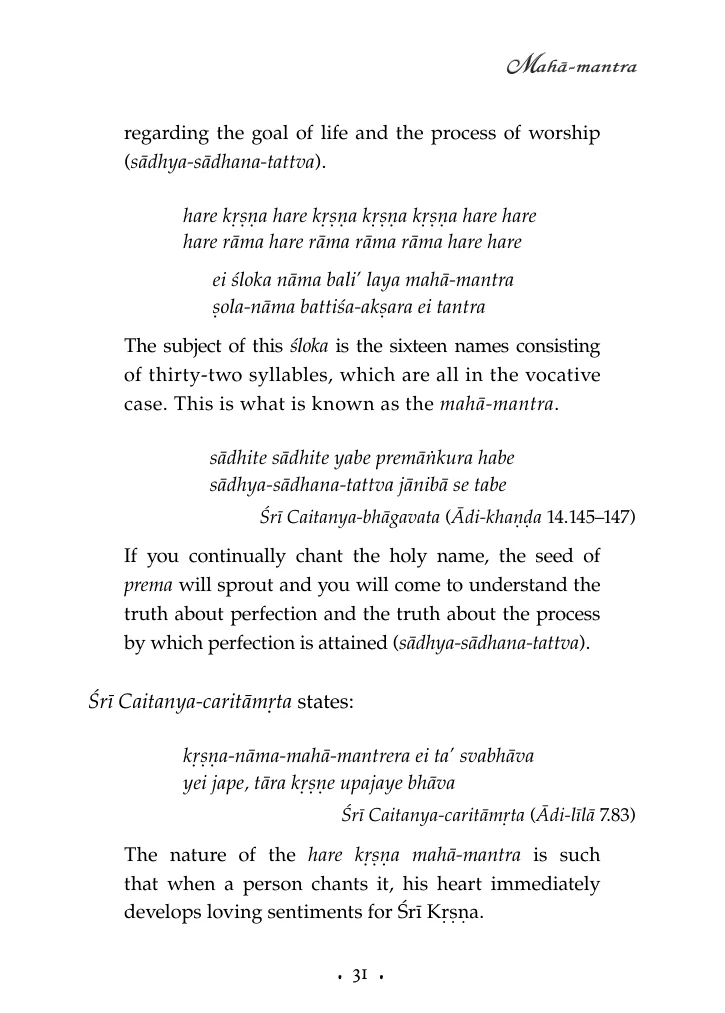 Mahā-mantra
regarding the goal of life and the process of worship
(sādhya-sādhana-tattva).
hare kṛṣṇa hare kṛṣṇa kṛṣṇa kṛṣṇa hare hare
hare rāma hare rāma rāma rāma hare hare
ei śloka nāma bali’ laya mahā-mantra
ṣola-nāma battiśa-akṣara ei tantra
The subject of this śloka is the sixteen names consisting
of thirty-two syllables, which are all in the vocative
case. This is what is known as the mahā-mantra.
sādhite sādhite yabe premāṅkura habe
sādhya-sādhana-tattva jānibā se tabe
Śrī Caitanya-bhāgavata (Ādi-khaṇḍa 14.145–147)
If you continually chant the holy name, the seed of
prema will sprout and you will come to understand the
truth about perfection and the truth about the process
by which perfection is attained (sādhya-sādhana-tattva).
Śrī Caitanya-caritāmṛta states:
kṛṣṇa-nāma-mahā-mantrera ei ta’ svabhāva
yei jape, tāra kṛṣṇe upajaye bhāva
Śrī Caitanya-caritāmṛta (Ādi-līlā 7.83)
The nature of the hare kṛṣṇa mahā-mantra is such
that when a person chants it, his heart immediately
develops loving sentiments for Śrī Kṛṣṇa.
• 31 •